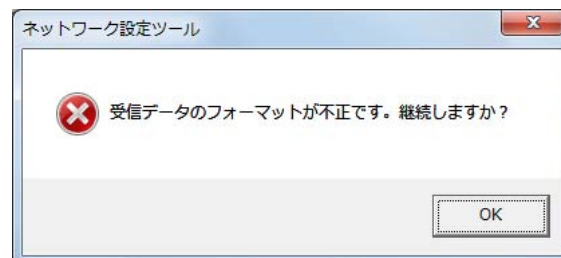 ネットワーク設定ツール
受信データのフォーマットが不正です。継続しますか？
OK